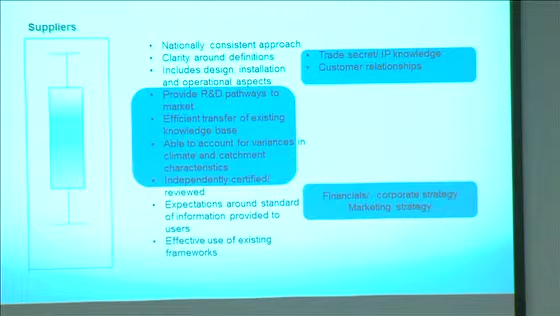 Suppliers
• Nationally consistent approach
• Clarity around definitions
• Includes design installation
and operational aspects
• Provide R&D pathways to
market
• Efficient transfer of existing
knowledge base
• Able to account for variances in
climate and catchment
characteristics
• Independently certified/
reviewed
• Expectations around standard
of information provided to
users
• Effective use of existing
frameworks
• Trade secret/ IP knowledge
• Customer relationships
Financials/ corporate strategy
Marketing strategy